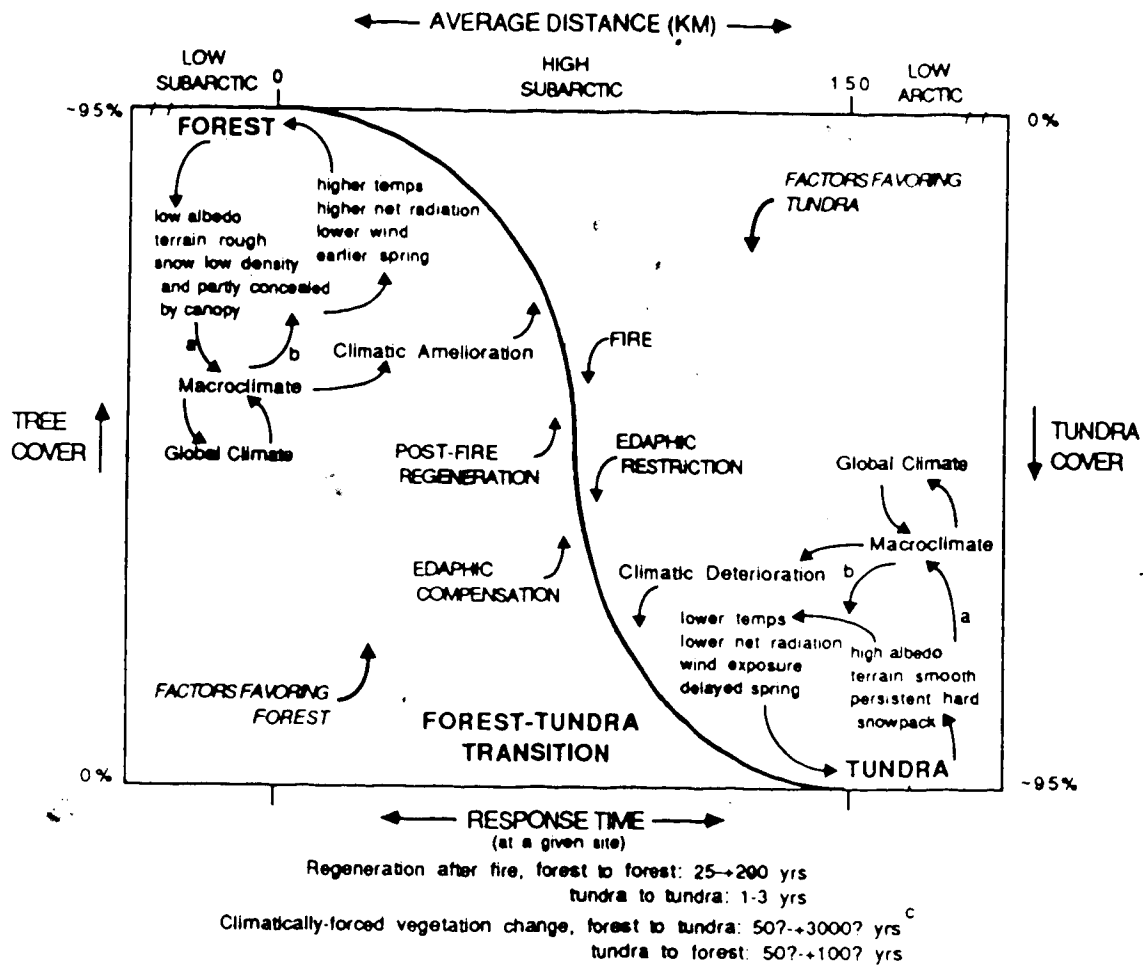 AVERAGE DISTANCE (KM)
LOW
SUBARCTIC
0
HIGH
SUBARCTIC
150
LOW
ARCTIC
~95%
0%
FOREST
higher temps
higher net radiation
lower wind
earlier spring
FACTORS FAVORING
TUNDRA
low albedo
terrain rough
snow low density
and partly concealed
by canopy
a
b
Climatic Amelioration
FIRE
Macroclimate
TREE
COVER
Global Climate
POST-FIRE
REGENERATION
EDAPHIC
RESTRICTION
Global Climate
TUNDRA
COVER
Macroclimate
EDAPHIC
COMPENSATION
Climatic Deterioration
b
a
lower temps
lower net radiation
wind exposure
delayed spring
high albedo
terrain smooth
persistent hard
snowpack
FACTORS FAVORING
FOREST
FOREST-TUNDRA
TRANSITION
TUNDRA
0%
~95%
RESPONSE TIME
(at a given site)
Regeneration after fire, forest to forest: 25-+200 yrs
tundra to tundra: 1-3 yrs
Climatically-forced vegetation change, forest to tundra: 50?-+3000? yrs c
tundra to forest: 50?-+100? yrs